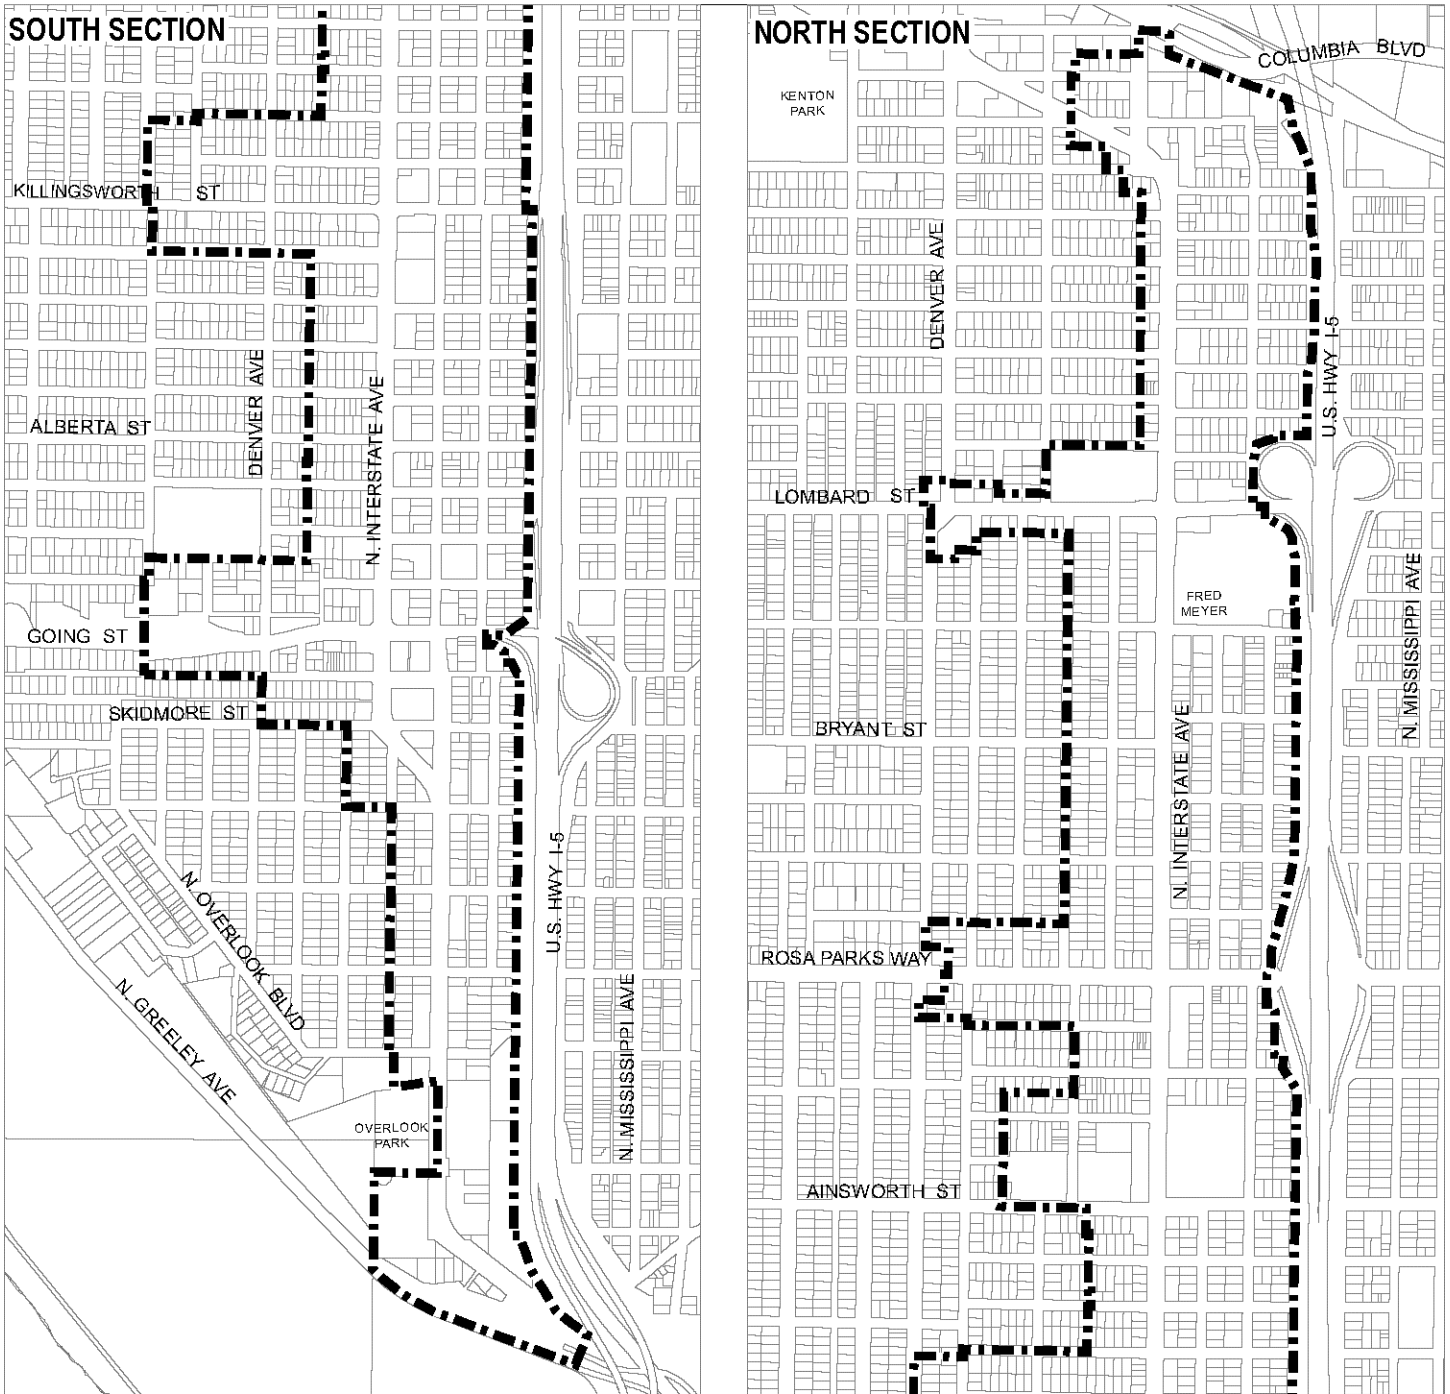 SOUTH SECTION
KILLINGSWORTH ST
DENVER AVE
N. INTERSTATE AVE
ALBERTA ST
GOING ST
SKIDMORE ST
U.S. HWY I-5
N. OVERLOOK BLVD
N. GREELEY AVE
N. MISSISSIPPI AVE
OVERLOOK
PARK
NORTH SECTION
COLUMBIA BLVD
KENTON
PARK
DENVER AVE
U.S. HWY I-5
LOMBARD ST
FRED
MEYER
N. MISSISSIPPI AVE
BRYANT ST
N. INTERSTATE AVE
ROSA PARKS WAY
AINSWORTH ST